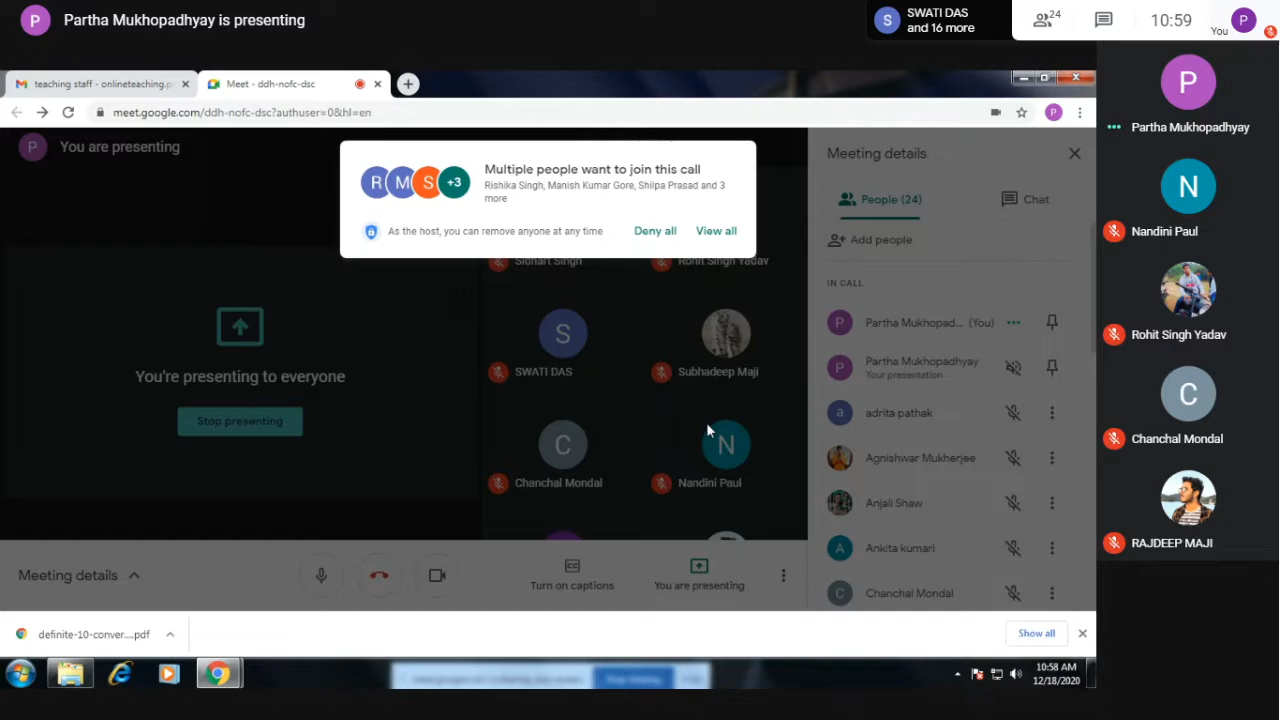 P Partha Mukhopadhyay is presenting
S SWATI DAS
and 16 more
24
10:59
You P
teaching staff - onlineteaching.p
Meet - ddh-nofc-dsc
meet.google.com/ddh-nofc-dsc?authuser=0&hl=en
P
P You are presenting
R M S +3
Multiple people want to join this call
Rishika Singh, Manish Kumar Gore, Shilpa Prasad and 3
more
As the host, you can remove anyone at any time
Deny all View all
Sidhart Singh
Rohit Singh Yadav
You're presenting to everyone
Stop presenting
S
SWATI DAS
Subhadeep Maji
C
Chanchal Mondal
N
Nandini Paul
Meeting details
People (24)
Chat
Add people
IN CALL
P Partha Mukhopad... (You)
P Partha Mukhopadhyay
Your presentation
a adrita pathak
Agnishwar Mukherjee
Anjali Shaw
A Ankita kumari
C Chanchal Mondal
Meeting details
CC
Turn on captions
You are presenting
definite-10-conver....pdf
Show all
10:58 AM
12/18/2020
P
Partha Mukhopadhyay
N
Nandini Paul
Rohit Singh Yadav
C
Chanchal Mondal
RAJDEEP MAJI